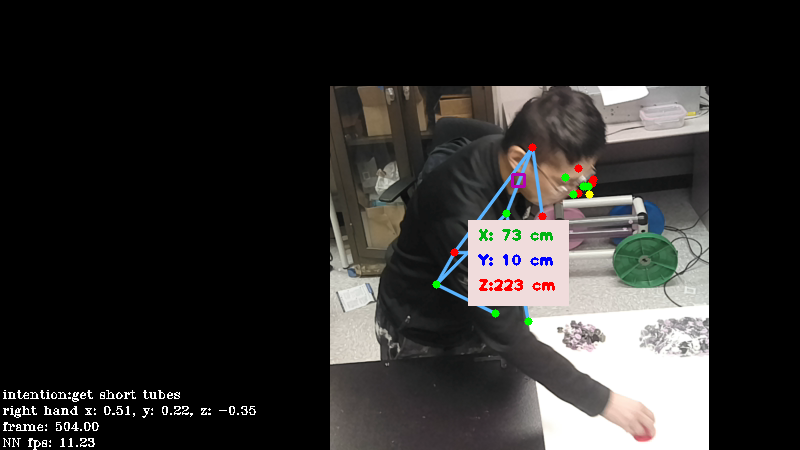 X: 73 cm
Y: 10 cm
Z:223 cm
intention:get short tubes
right hand x: 0.51, y: 0.22, z: −0.35
frame: 504.00
NN fps: 11.23